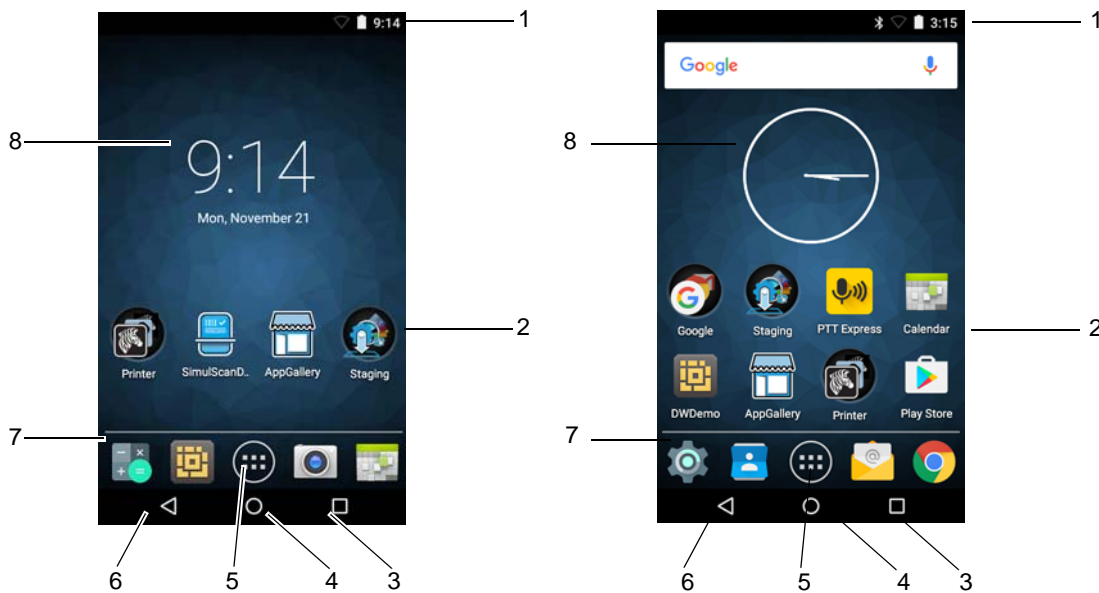 9:14
1
8
9:14
Mon, November 21
2
Printer
SimulScanD..
AppGallery
Staging
7
6
5
4
3
3:15
1
Google
8
Google
Staging
PTT Express
Calendar
2
DWDemo
AppGallery
Printer
Play Store
7
6
5
4
3